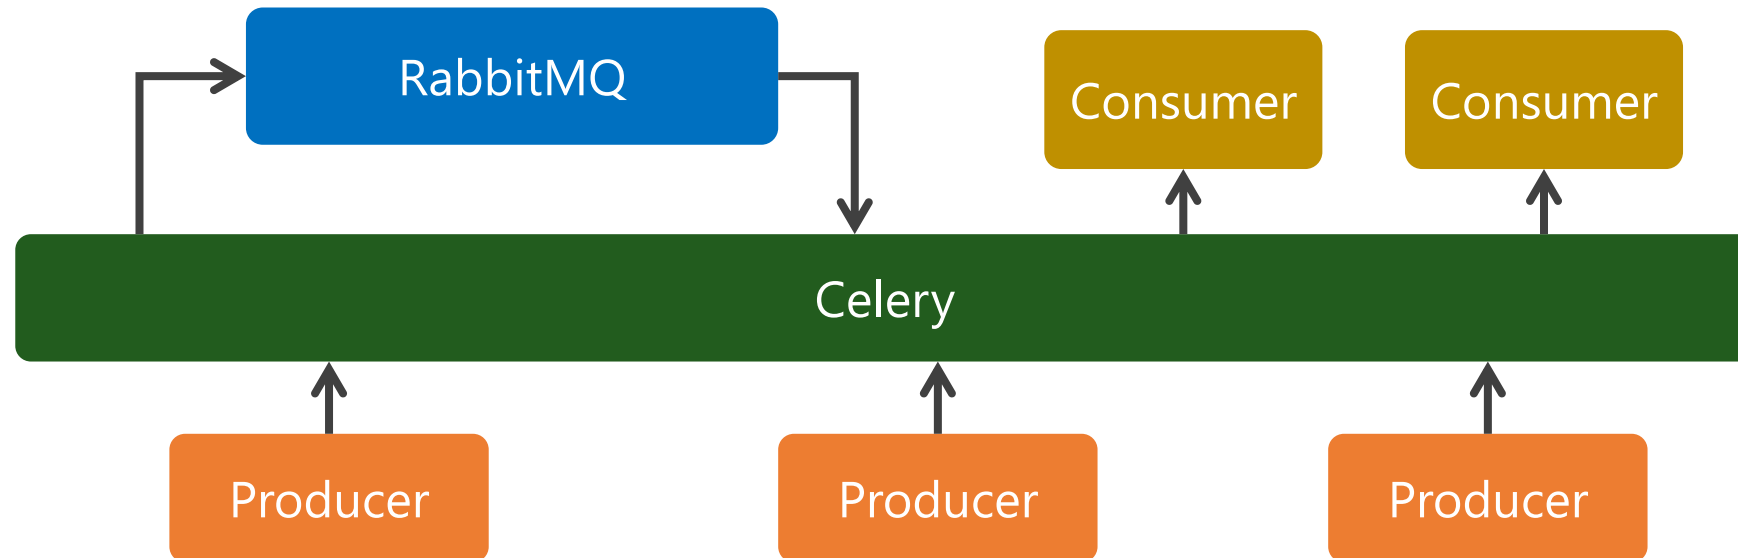 RabbitMQ
Consumer
Consumer
Celery
Producer
Producer
Producer